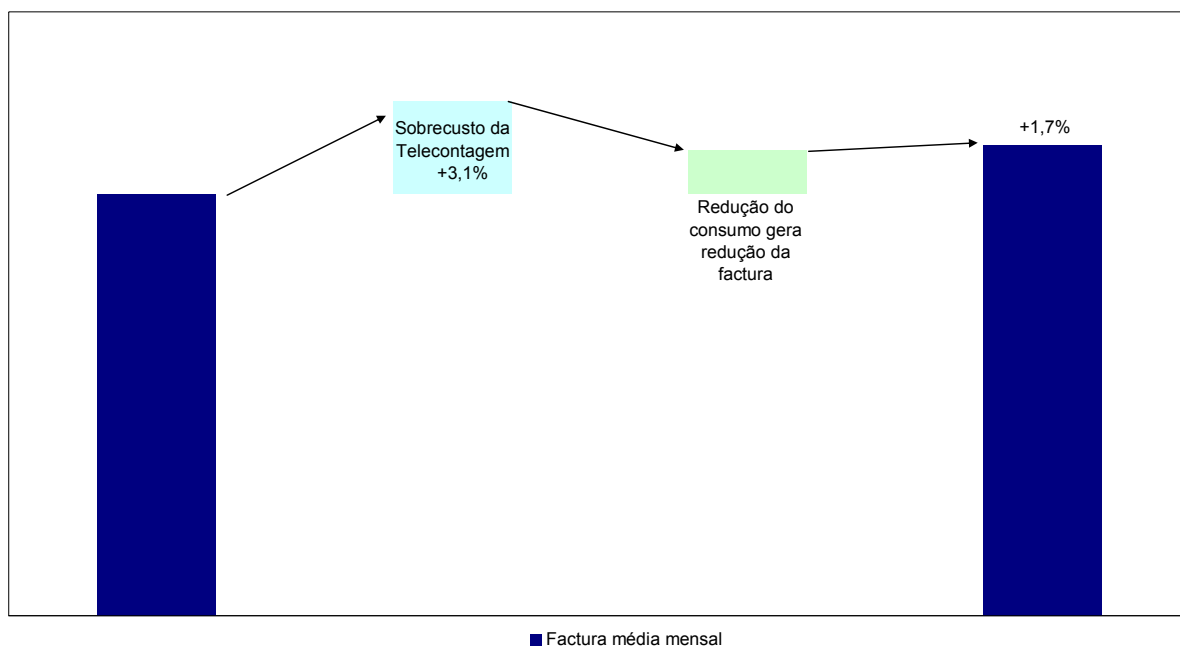 Sobrecusto da
Telecontagem
+3,1%
Redução do
consumo gera
redução da
factura
+1,7%
Factura média mensal